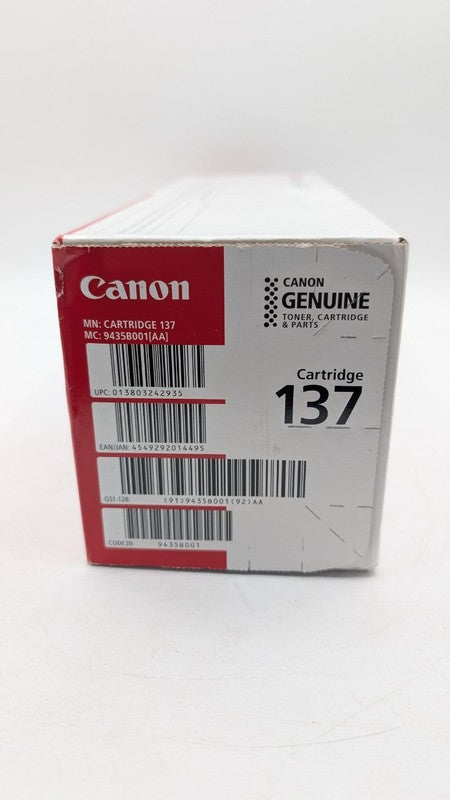 Canon
MN: CARTRIDGE 137
MC: 9435B001[AA]
UPC: 013803242935
EAN/JAN: 4549292014495
GS1-128: (91)9435B001(92)AA
CODE39: 9435B001
CANON
GENUINE
TONER, CARTRIDGE
& PARTS
Cartridge
137